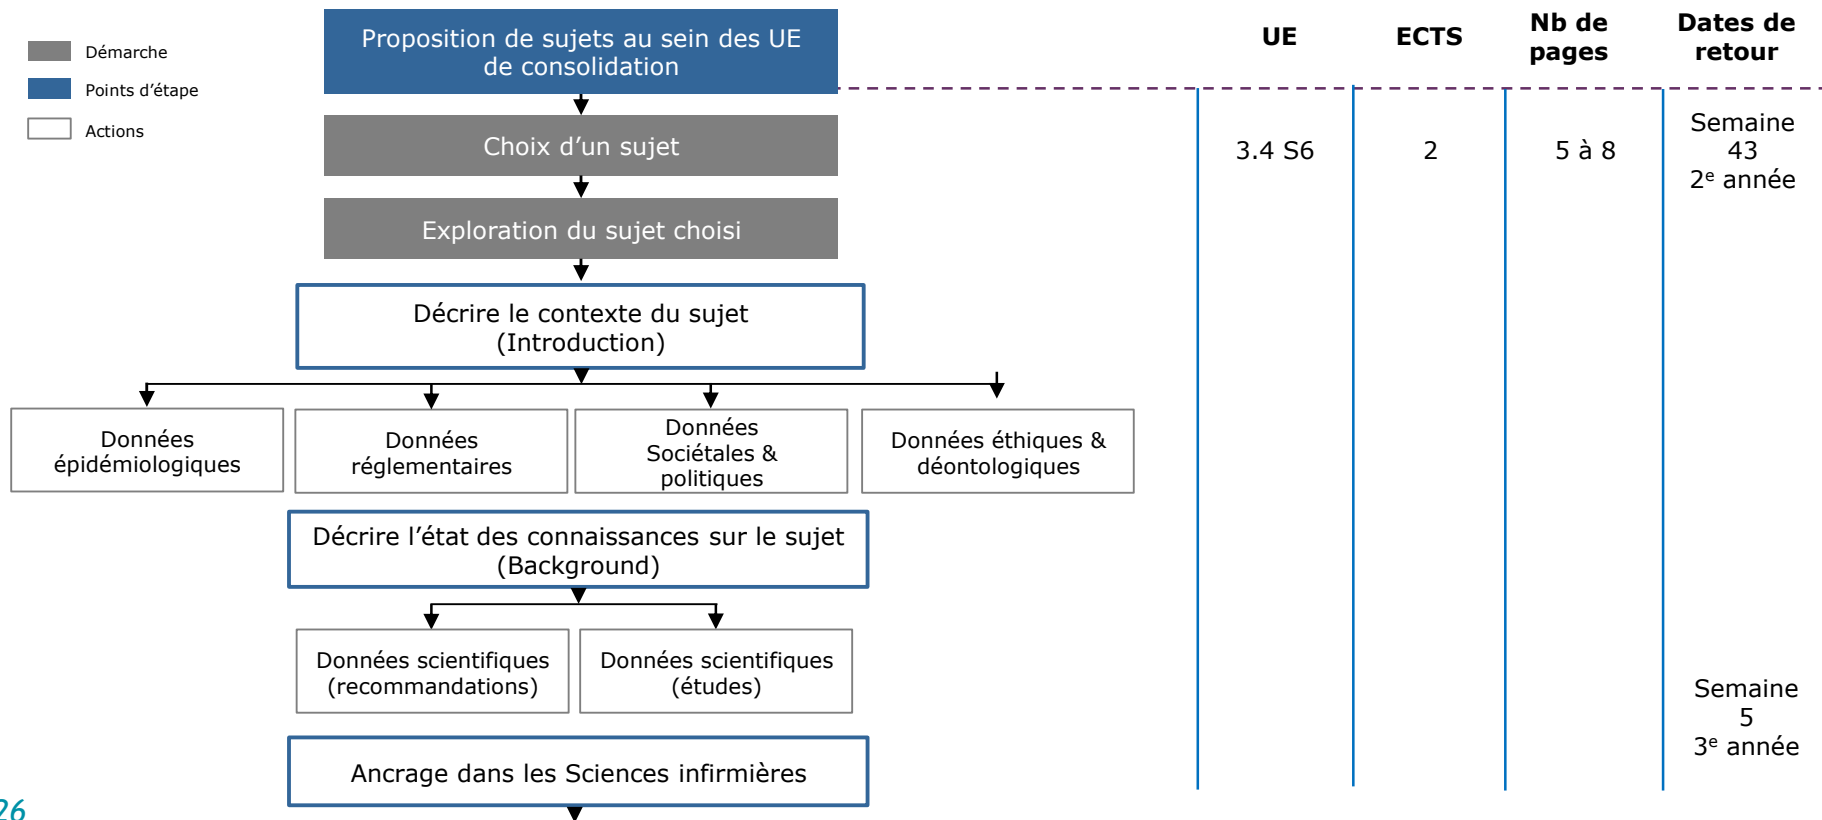 Démarche
Points d’étape
Actions
Proposition de sujets au sein des UE
de consolidation
UE
ECTS
Nb de
pages
Dates de
retour
Choix d’un sujet
3.4 S6
2
5 à 8
Semaine
43
2e année
Exploration du sujet choisi
Décrire le contexte du sujet
(Introduction)
Données
épidémiologiques
Données
réglementaires
Données
Sociétales &
politiques
Données éthiques &
déontologiques
Décrire l’état des connaissances sur le sujet
(Background)
Données scientifiques
(recommandations)
Données scientifiques
(études)
Semaine
5
3e année
Ancrage dans les Sciences infirmières
26